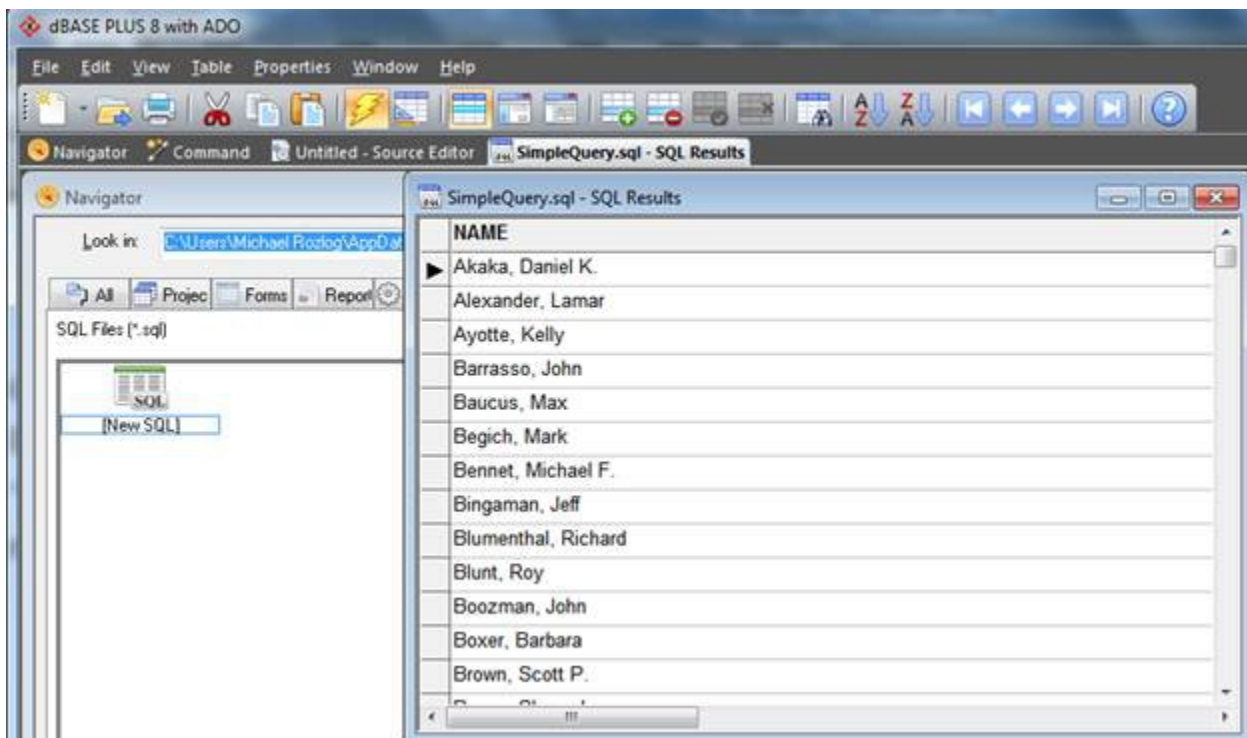 dBASE PLUS 8 with ADO
File Edit View Table Properties Window Help
Navigator Command Untitled - Source Editor SimpleQuery.sql - SQL Results
Navigator
Look in: C:\Users\Michael Rozlog\AppDat
All Projec Forms Report
SQL Files (*.sql)
SQL
[New SQL]
SimpleQuery.sql - SQL Results
NAME
Akaka, Daniel K.
Alexander, Lamar
Ayotte, Kelly
Barrasso, John
Baucus, Max
Begich, Mark
Bennet, Michael F.
Bingaman, Jeff
Blumenthal, Richard
Blunt, Roy
Boozman, John
Boxer, Barbara
Brown, Scott P.